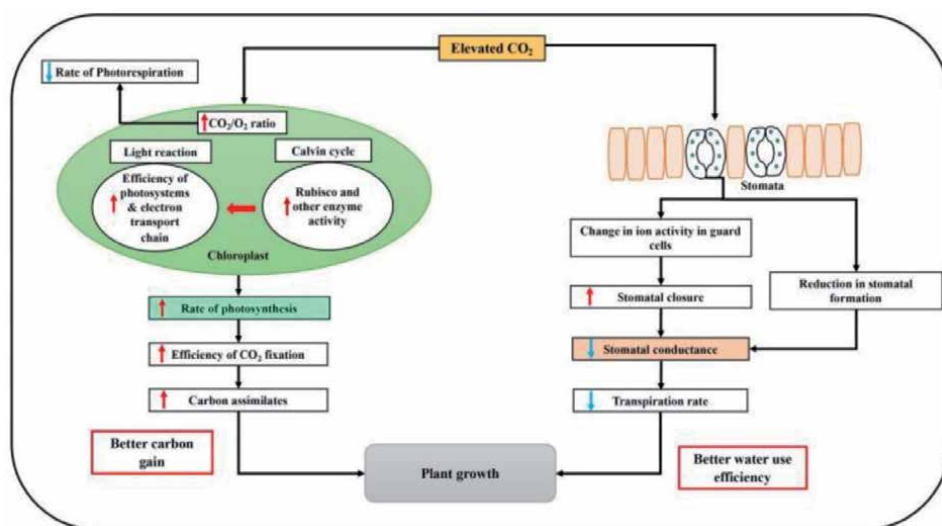 Elevated CO₂
Rate of Photorespiration
CO₂/O₂ ratio
Light reaction
Calvin cycle
Efficiency of
photosystems
& electron
transport
chain
Rubisco and
other enzyme
activity
Chloroplast
Rate of photosynthesis
Efficiency of CO₂ fixation
Carbon assimilates
Better carbon
gain
Stomata
Change in ion activity in guard
cells
Stomatal closure
Reduction in stomatal
formation
Stomatal conductance
Transpiration rate
Better water use
efficiency
Plant growth